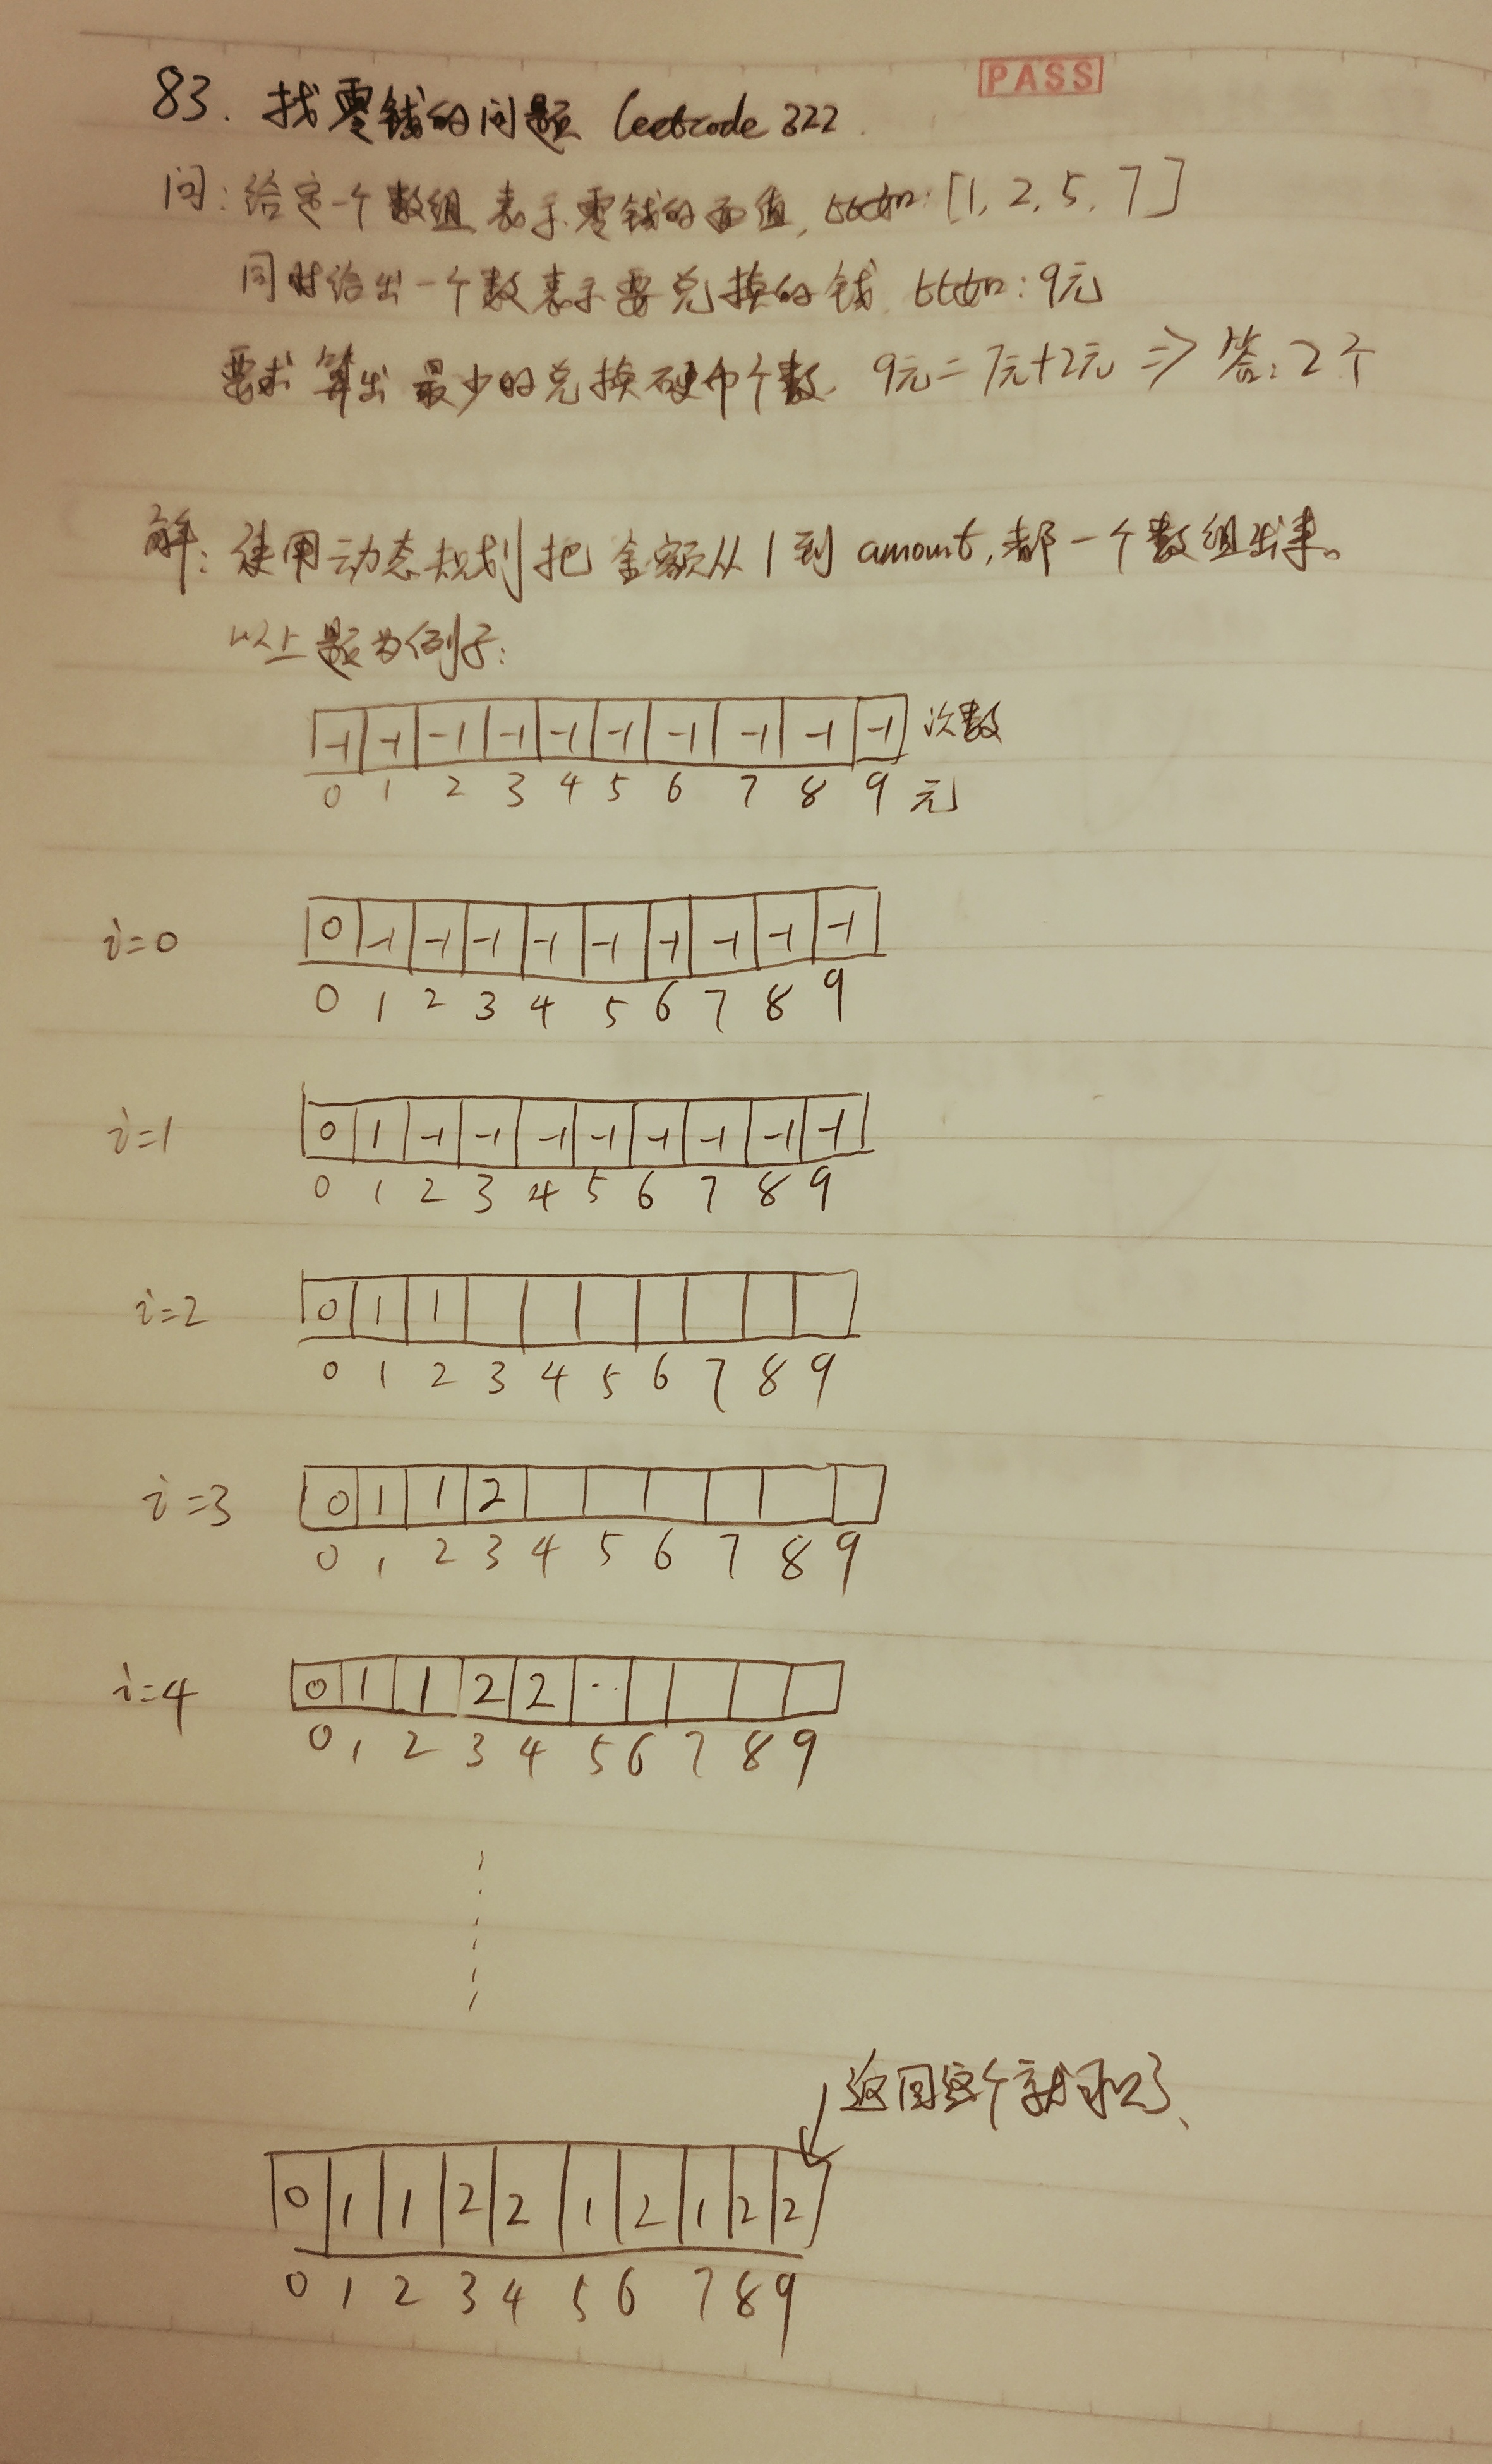 PASS
83. 找零钱的问题 Leetcode 322.
问: 给定一个数组 表示零钱的面值, 比如: [1, 2, 5, 7]
同时给出一个数表示要兑换的钱 比如: 9元
要求 算出 最少的兑换硬币个数. 9元 = 7元+2元 => 答: 2个
解: 使用动态规划把 金额从1到 amount, 都一个数组出来。
以上题为例子:
-1 -1 -1 -1 -1 -1 -1 -1 -1 -1 次数
0 1 2 3 4 5 6 7 8 9 元
i=0 0 -1 -1 -1 -1 -1 -1 -1 -1 -1
0 1 2 3 4 5 6 7 8 9
i=1 0 1 -1 -1 -1 -1 -1 -1 -1 -1
0 1 2 3 4 5 6 7 8 9
i=2 0 1 1
0 1 2 3 4 5 6 7 8 9
i=3 0 1 1 2
0 1 2 3 4 5 6 7 8 9
i=4 0 1 1 2 2 ..
0 1 2 3 4 5 6 7 8 9
返回这个就可以了、
0 1 1 2 2 1 2 1 2 2
0 1 2 3 4 5 6 7 8 9